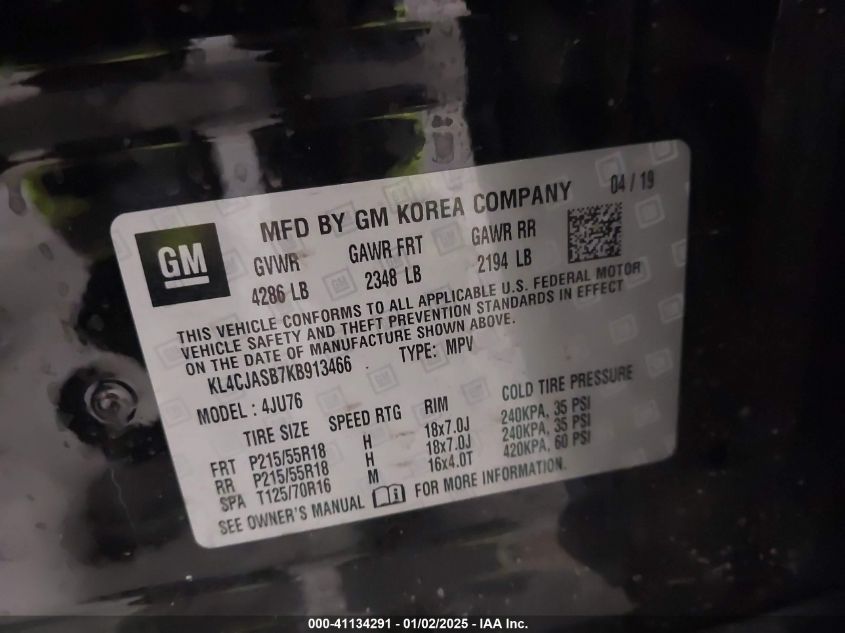 GM
MFD BY GM KOREA COMPANY 04 / 19
GVWR GAWR FRT GAWR RR
4286 LB 2348 LB 2194 LB
THIS VEHICLE CONFORMS TO ALL APPLICABLE U.S. FEDERAL MOTOR
VEHICLE SAFETY AND THEFT PREVENTION STANDARDS IN EFFECT
ON THE DATE OF MANUFACTURE SHOWN ABOVE.
KL4CJASB7KB913466 TYPE: MPV
MODEL : 4JU76
TIRE SIZE SPEED RTG RIM COLD TIRE PRESSURE
FRT P215/55R18 H 18x7.0J 240KPA, 35 PSI
RR P215/55R18 H 18x7.0J 240KPA, 35 PSI
SPA T125/70R16 M 16x4.0T 420KPA, 60 PSI
SEE OWNER'S MANUAL FOR MORE INFORMATION.
000-41134291 - 01/02/2025 - IAA Inc.